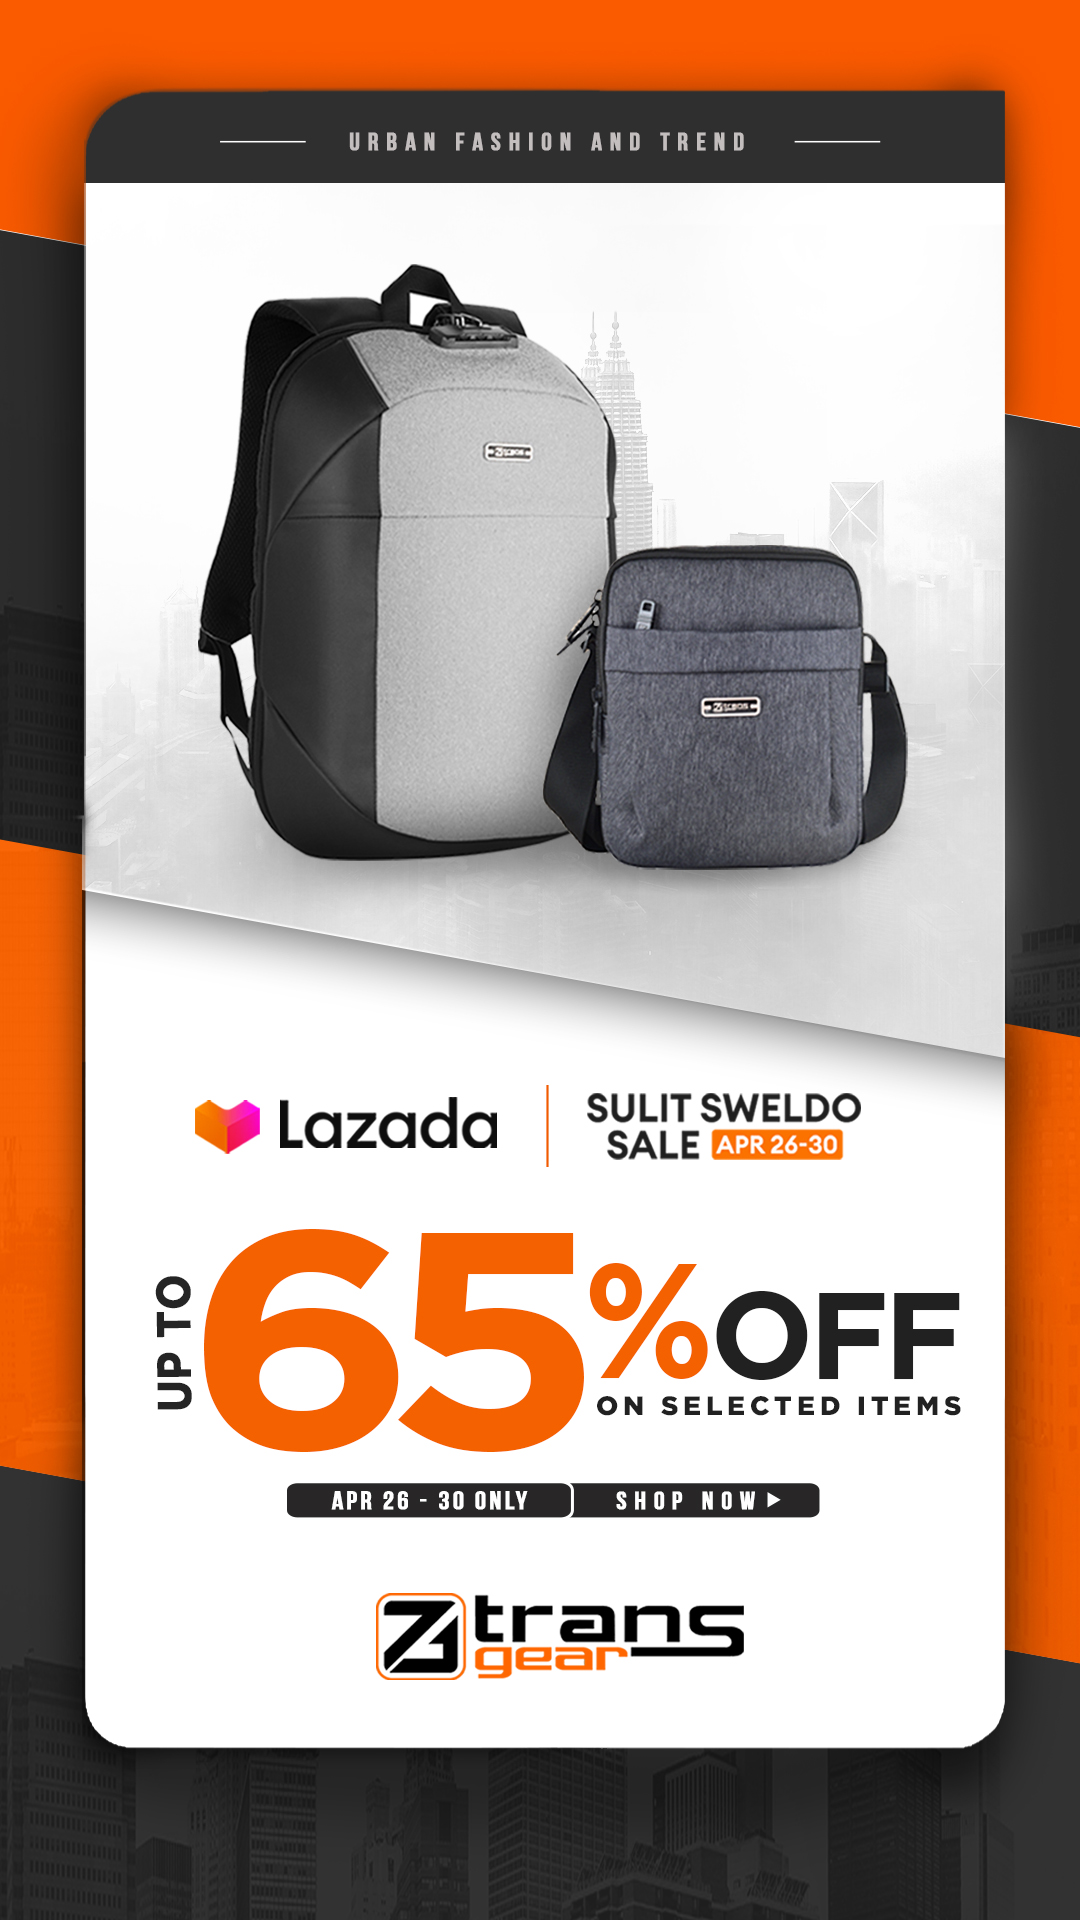 URBAN FASHION AND TREND
Lazada
SULIT SWELDO
SALE APR 26-30
UP TO
65%OFF
ON SELECTED ITEMS
APR 26 - 30 ONLY
SHOP NOW
trans
gear